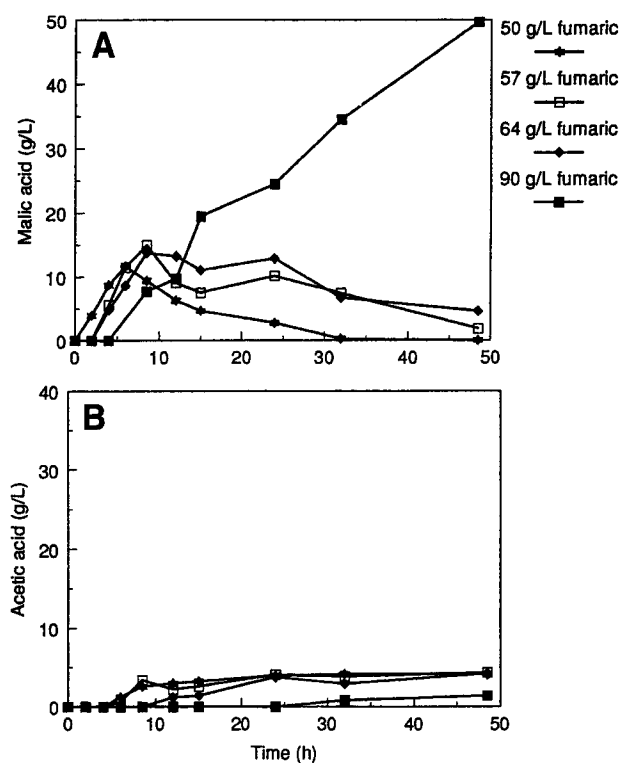 A
Malic acid (g/L)
50
40
30
20
10
0
0 10 20 30 40 50
50 g/L fumaric
57 g/L fumaric
64 g/L fumaric
90 g/L fumaric
B
Acetic acid (g/L)
40
30
20
10
0
0 10 20 30 40 50
Time (h)